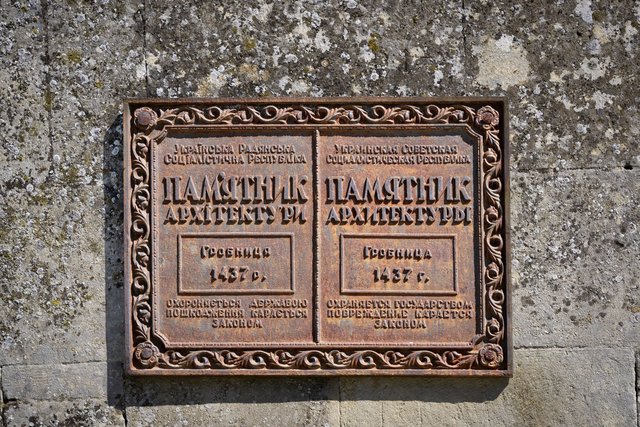 Українська Радянська
Соціалістична Республіка
ПАМ'ЯТНИК
АРХІТЕКТУРИ
Гробниця
1437 р.
ОХОРОНЯЄТЬСЯ ДЕРЖАВОЮ
ПОШКОДЖЕННЯ КАРАЄТЬСЯ
ЗАКОНОМ
Украинская Советская
Социалистическая Республика
ПАМЯТНИК
АРХИТЕКТУРЫ
Гробница
1437 г.
ОХРАНЯЕТСЯ ГОСУДАРСТВОМ
ПОВРЕЖДЕНИЕ КАРАЕТСЯ
ЗАКОНОМ